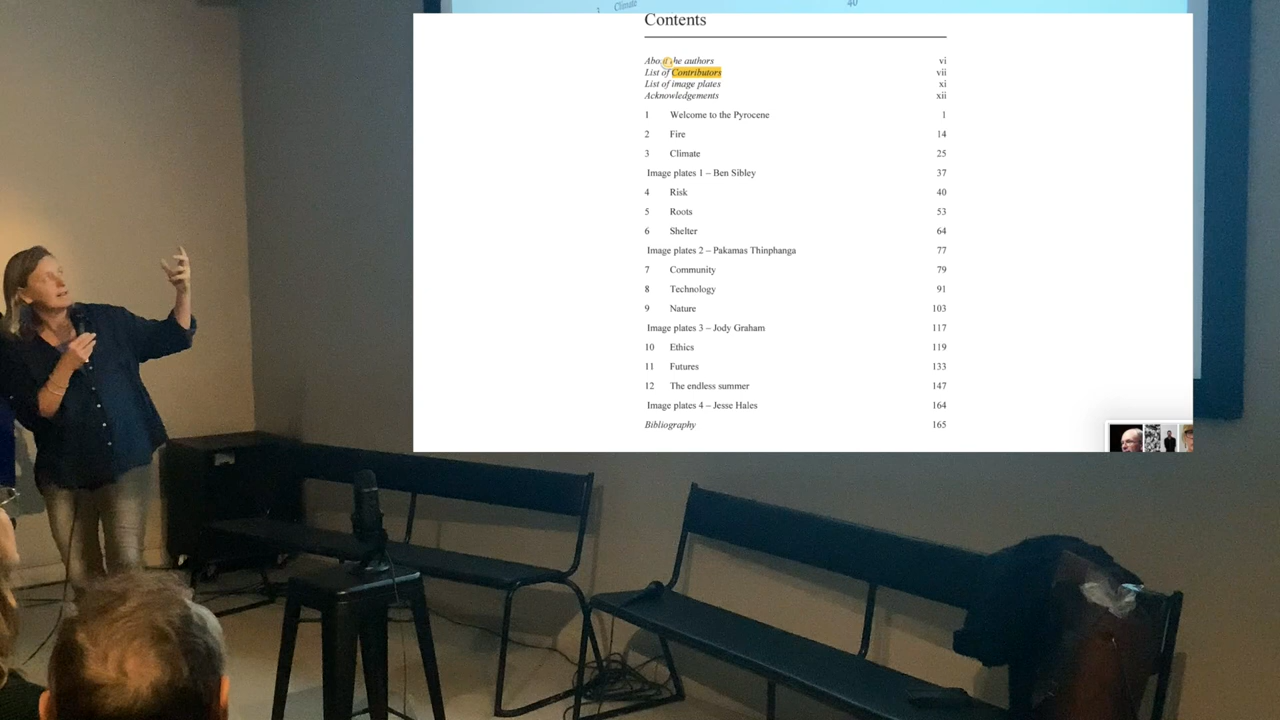 3 Climate
40
Contents
About the authors vi
List of Contributors vii
List of image plates xi
Acknowledgements xii
1 Welcome to the Pyrocene 1
2 Fire 14
3 Climate 25
Image plates 1 – Ben Sibley 37
4 Risk 40
5 Roots 53
6 Shelter 64
Image plates 2 – Pakamas Thinphanga 77
7 Community 79
8 Technology 91
9 Nature 103
Image plates 3 – Jody Graham 117
10 Ethics 119
11 Futures 133
12 The endless summer 147
Image plates 4 – Jesse Hales 164
Bibliography 165